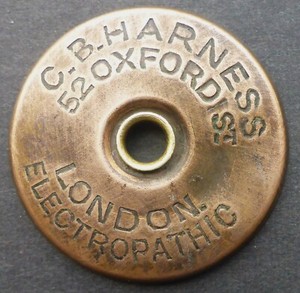 C.B.HARNESS
52 OXFORD ST
LONDON.
ELECTROPATHIC